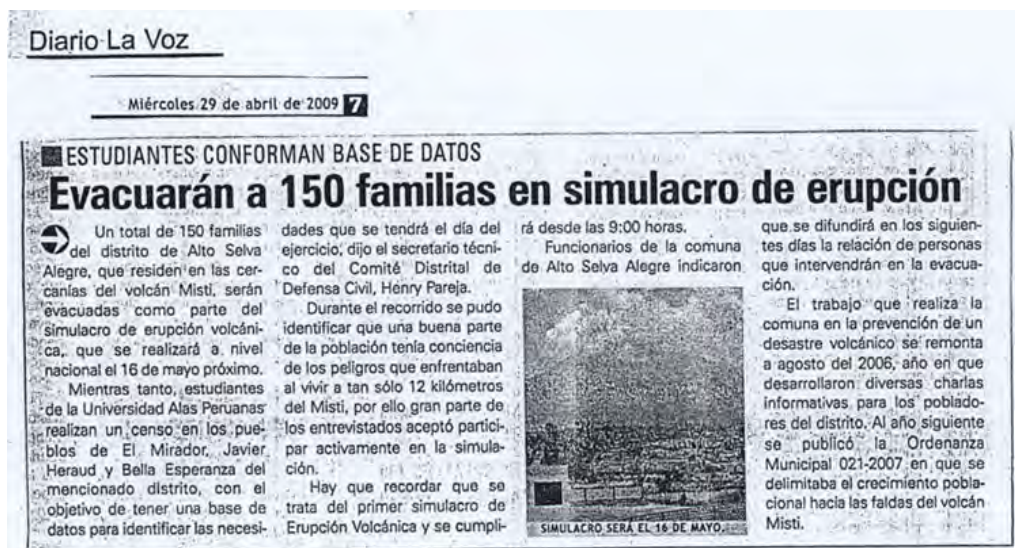 Diario La Voz
Miércoles 29 de abril de 2009 7
ESTUDIANTES CONFORMAN BASE DE DATOS
Evacuarán a 150 familias en simulacro de erupción
Un total de 150 familias
del distrito de Alto Selva
Alegre, que residen en las cer-
canías del volcán Misti, serán
evacuadas como parte del
simulacro de erupción volcáni-
ca, que se realizará a nivel
nacional el 16 de mayo próximo.
Mientras tanto, estudiantes
de la Universidad Alas Peruanas
realizan un censo en los pue-
blos de El Mirador, Javier
Heraud y Bella Esperanza del
mencionado distrito, con el
objetivo de tener una base de
datos para identificar las necesi-
dades que se tendrá el día del
ejercicio, dijo el secretario técni-
co del Comité Distrital de
Defensa Civil, Henry Pareja.
Durante el recorrido se pudo
identificar que una buena parte
de la población tenía conciencia
de los peligros que enfrentaban
al vivir a tan sólo 12 kilómetros
del Misti, por ello gran parte de
los entrevistados aceptó partici-
par activamente en la simula-
ción.
Hay que recordar que se
trata del primer simulacro de
Erupción Volcánica y se cumpli-
rá desde las 9:00 horas.
Funcionarios de la comuna
de Alto Selva Alegre indicaron
SIMULACRO SERÁ EL 16 DE MAYO.
que se difundirá en los siguien-
tes días la relación de personas
que intervendrán en la evacua-
ción.
El trabajo que realiza la
comuna en la prevención de un
desastre volcánico se remonta
a agosto del 2006, año en que
desarrollaron diversas charlas
informativas para los poblado-
res del distrito. Al año siguiente
se publicó la Ordenanza
Municipal 021-2007 en que se
delimitaba el crecimiento pobla-
cional hacia las faldas del volcán
Misti.